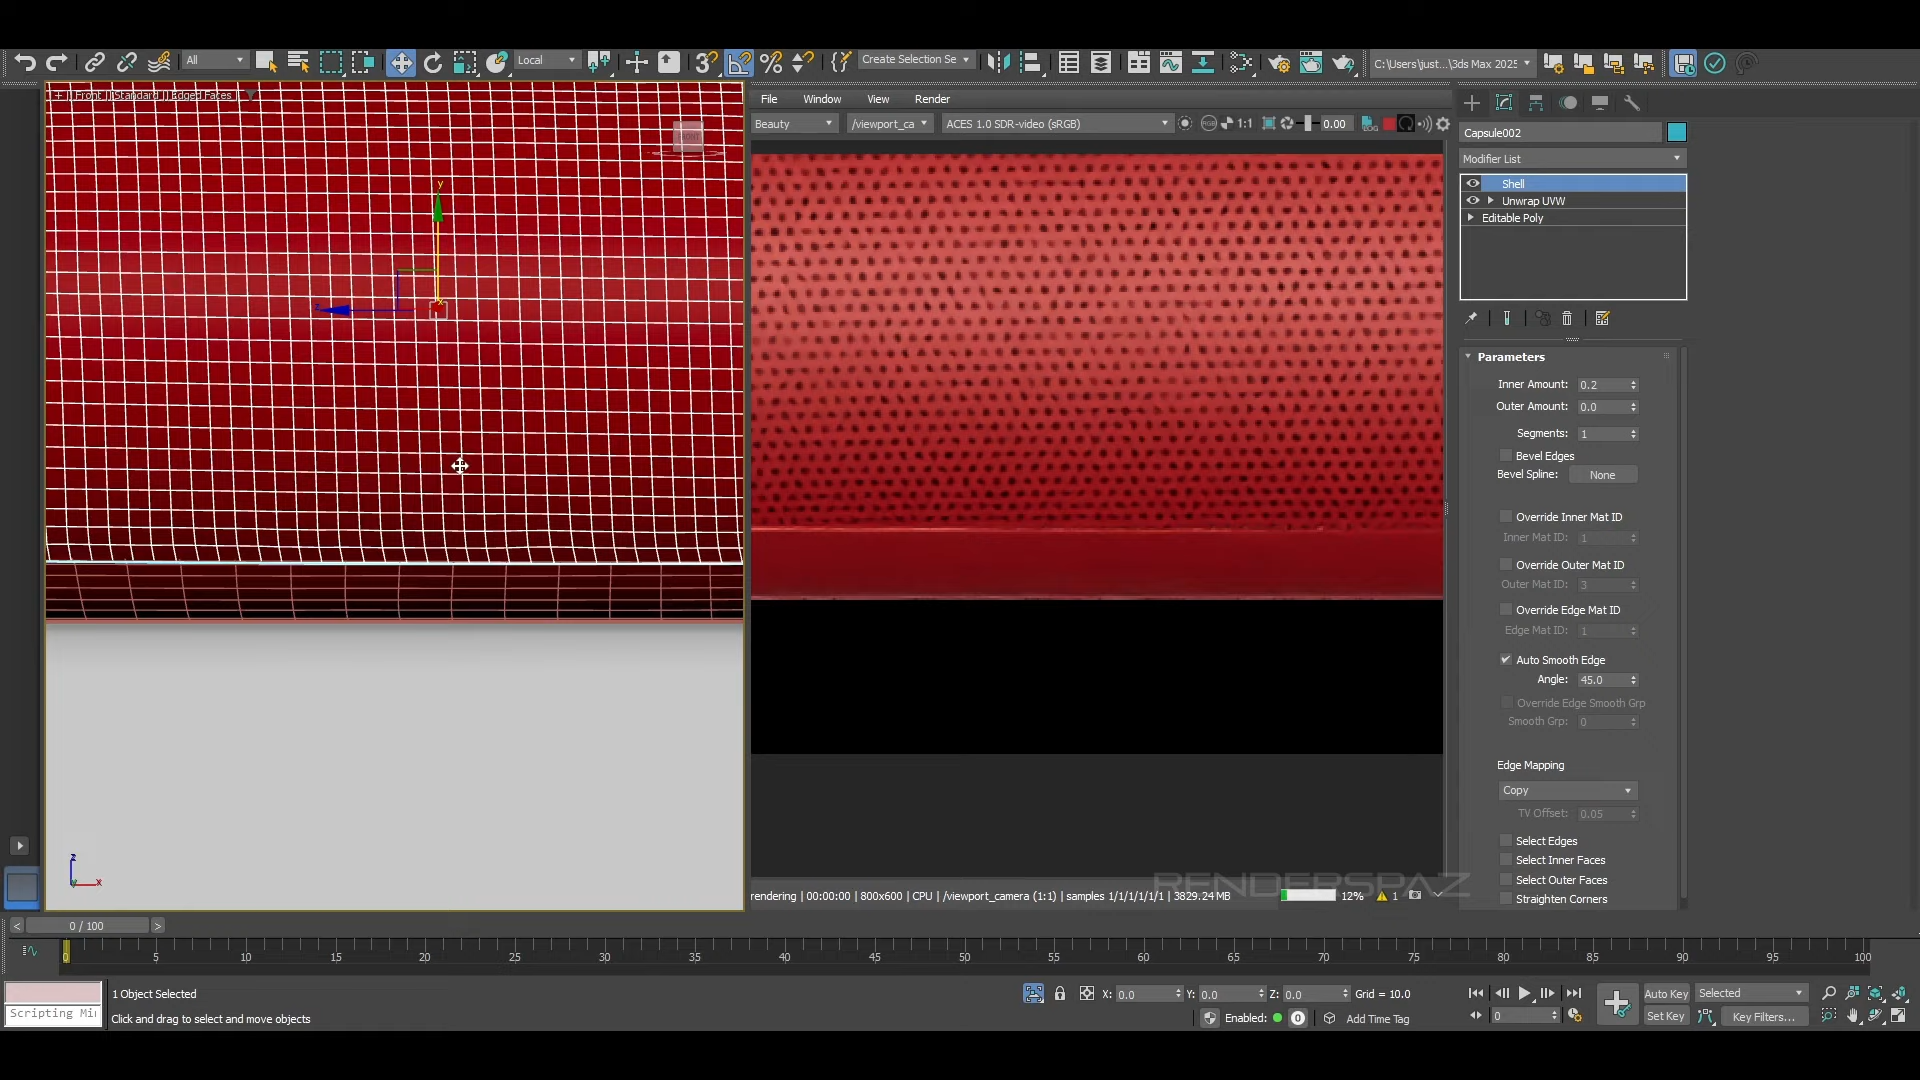 All
Local
Create Selection Se
C:\Users\just...\3ds Max 2025
+ ] [ Front ] [ Standard ] [ Edged Faces ]
FRONT
y
x
z
File Window View Render
Beauty
/viewport_ca
ACES 1.0 SDR-video (sRGB)
RGB
1:1
0.00
LOG
Capsule002
Modifier List
Shell
Unwrap UVW
Editable Poly
Parameters
Inner Amount: 0.2
Outer Amount: 0.0
Segments: 1
Bevel Edges
Bevel Spline: None
Override Inner Mat ID
Inner Mat ID: 1
Override Outer Mat ID
Outer Mat ID: 3
Override Edge Mat ID
Edge Mat ID: 1
Auto Smooth Edge
Angle: 45.0
Override Edge Smooth Grp
Smooth Grp: 0
Edge Mapping
Copy
TV Offset: 0.05
Select Edges
Select Inner Faces
Select Outer Faces
Straighten Corners
z
x
RENDERSPAZ
rendering | 00:00:00 | 800x600 | CPU | /viewport_camera (1:1) | samples 1/1/1/1/1/1 | 3829.24 MB
12%
1
< 0 / 100 >
0 5 10 15 20 25 30 35 40 45 50 55 60 65 70 75 80 85 90 95 100
1 Object Selected
X: 0.0 Y: 0.0 Z: 0.0 Grid = 10.0
Auto Key
Selected
Scripting Mi
Click and drag to select and move objects
Enabled: 0
Add Time Tag
0
Set Key
Key Filters...